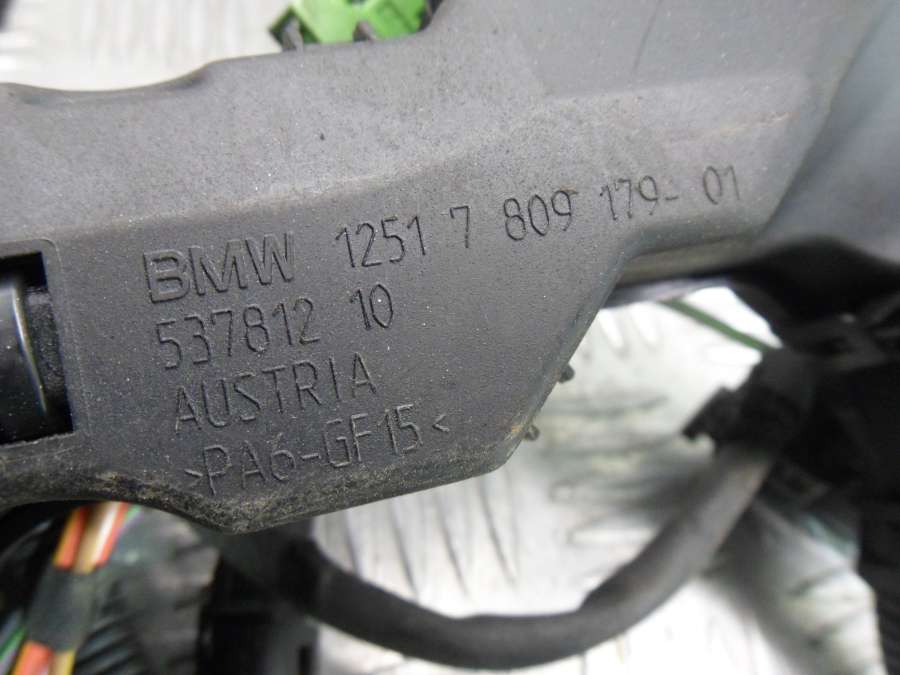 BMW 1251 7 809 179-01
537812 10
AUSTRIA
>PA6-GF15<